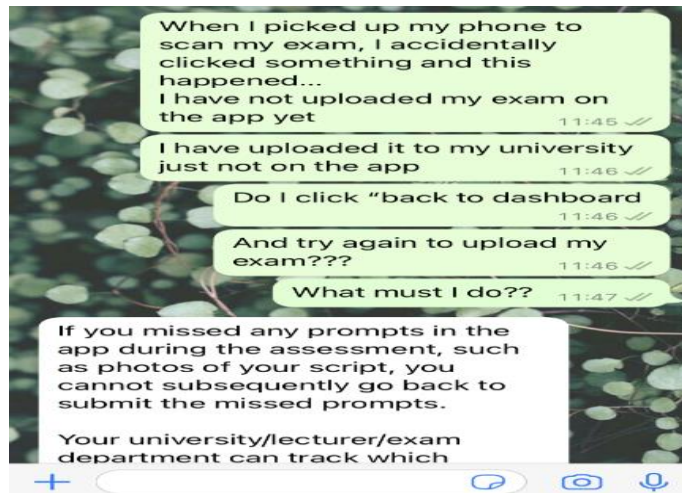 When I picked up my phone to
scan my exam, I accidentally
clicked something and this
happened...
I have not uploaded my exam on
the app yet
11:45
I have uploaded it to my university
just not on the app
11:46
Do I click “back to dashboard
11:46
And try again to upload my
exam???
11:46
What must I do??
11:47
If you missed any prompts in the
app during the assessment, such
as photos of your script, you
cannot subsequently go back to
submit the missed prompts.
Your university/lecturer/exam
department can track which